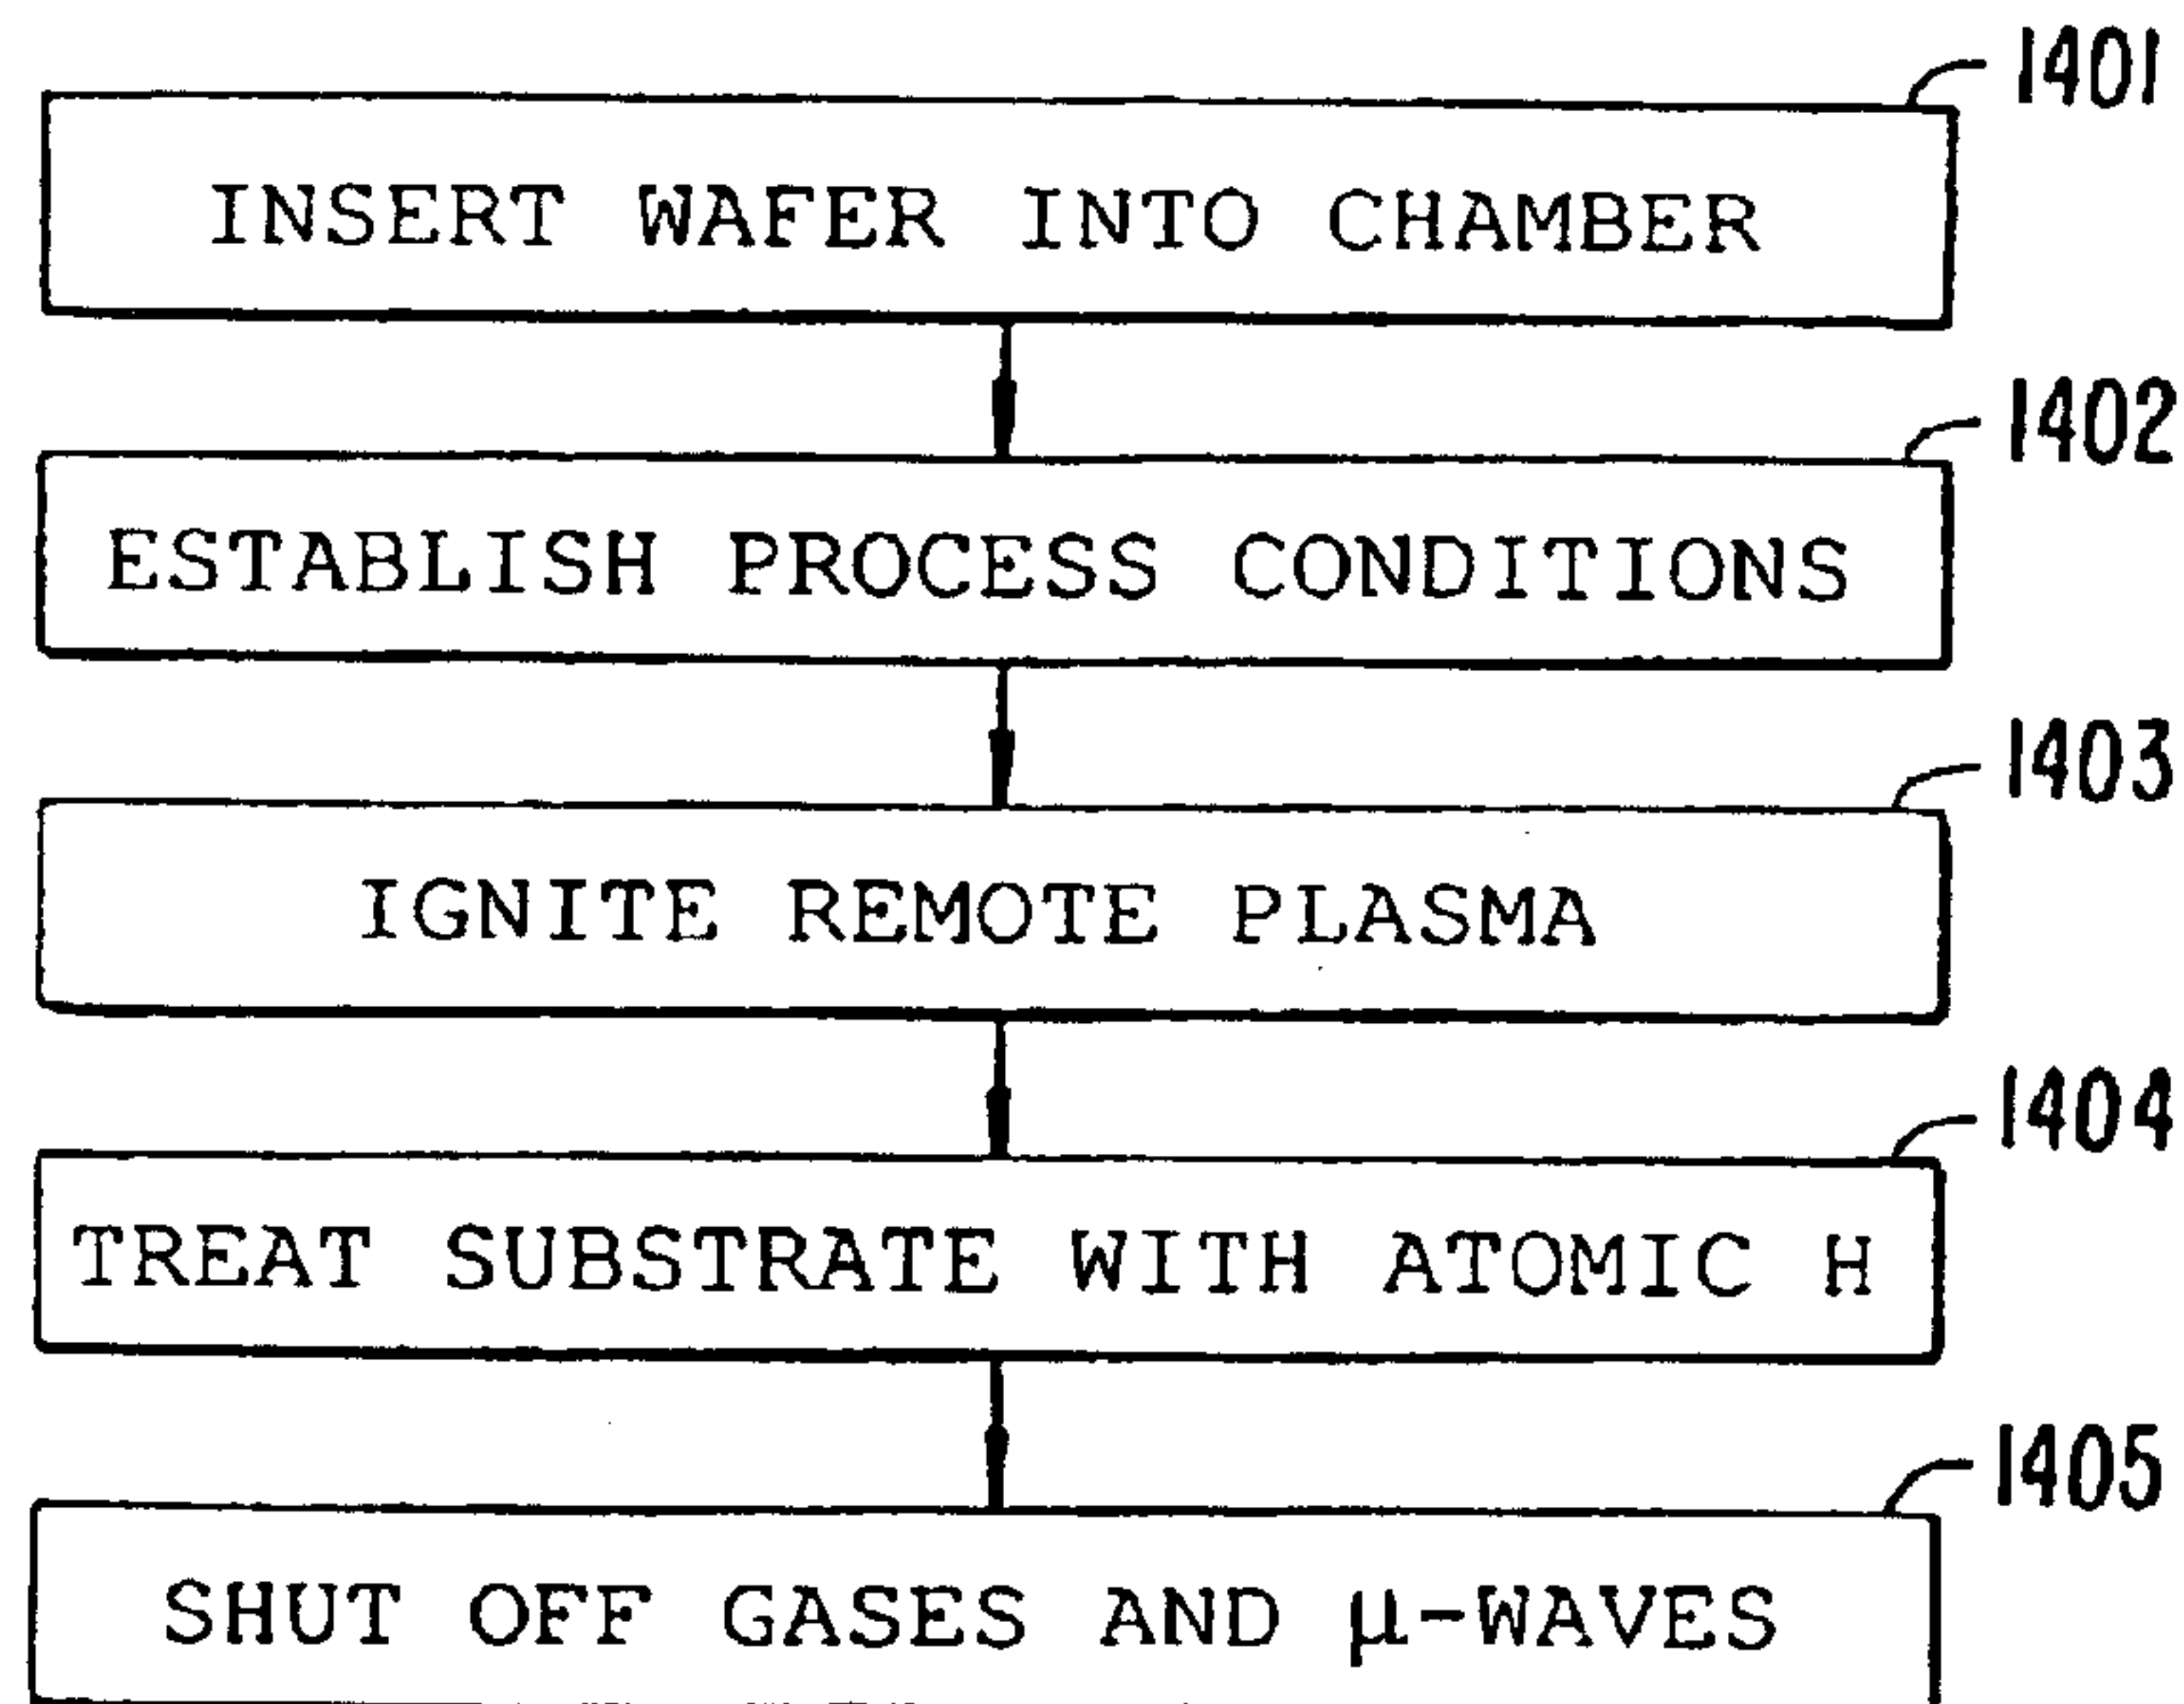 1401
INSERT WAFER INTO CHAMBER
1402
ESTABLISH PROCESS CONDITIONS
1403
IGNITE REMOTE PLASMA
1404
TREAT SUBSTRATE WITH ATOMIC H
1405
SHUT OFF GASES AND µ-WAVES